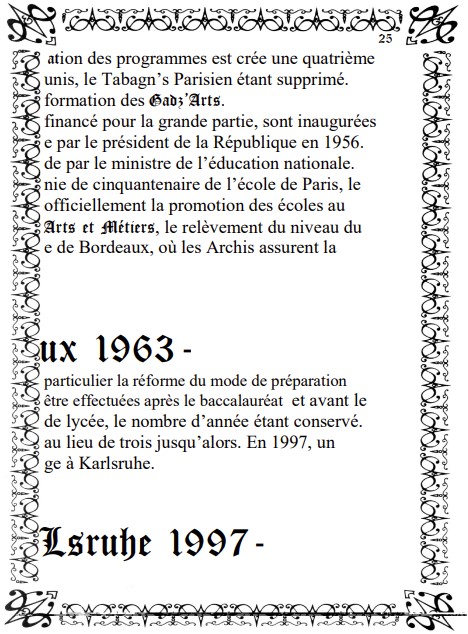 25
ation des programmes est crée une quatrième
unis, le Tabagn's Parisien étant supprimé.
formation des Gadz'Arts.
financé pour la grande partie, sont inaugurées
e par le président de la République en 1956.
de par le ministre de l'éducation nationale.
nie de cinquantenaire de l'école de Paris, le
officiellement la promotion des écoles au
Arts et Métiers, le relèvement du niveau du
e de Bordeaux, où les Archis assurent la
ux 1963 -
particulier la réforme du mode de préparation
être effectuées après le baccalauréat et avant le
de lycée, le nombre d'année étant conservé.
au lieu de trois jusqu'alors. En 1997, un
ge à Karlsruhe.
Lsruhe 1997 -